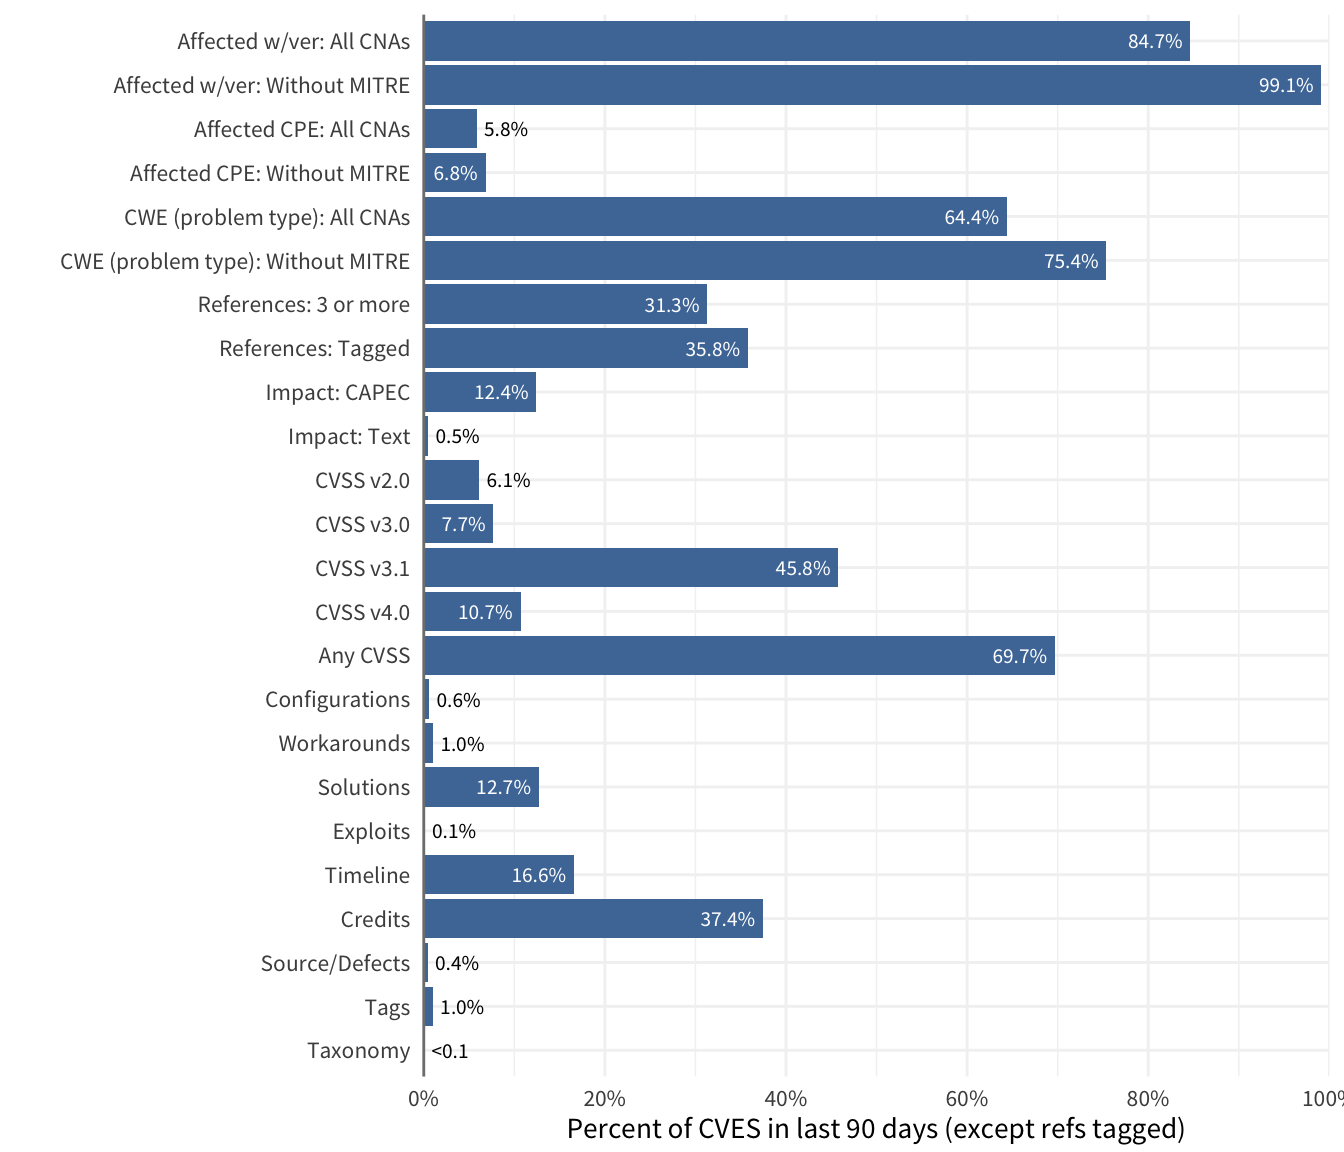 Affected w/ver: All CNAs 84.7%
Affected w/ver: Without MITRE 99.1%
Affected CPE: All CNAs 5.8%
Affected CPE: Without MITRE 6.8%
CWE (problem type): All CNAs 64.4%
CWE (problem type): Without MITRE 75.4%
References: 3 or more 31.3%
References: Tagged 35.8%
Impact: CAPEC 12.4%
Impact: Text 0.5%
CVSS v2.0 6.1%
CVSS v3.0 7.7%
CVSS v3.1 45.8%
CVSS v4.0 10.7%
Any CVSS 69.7%
Configurations 0.6%
Workarounds 1.0%
Solutions 12.7%
Exploits 0.1%
Timeline 16.6%
Credits 37.4%
Source/Defects 0.4%
Tags 1.0%
Taxonomy <0.1
0% 20% 40% 60% 80% 100%
Percent of CVES in last 90 days (except refs tagged)